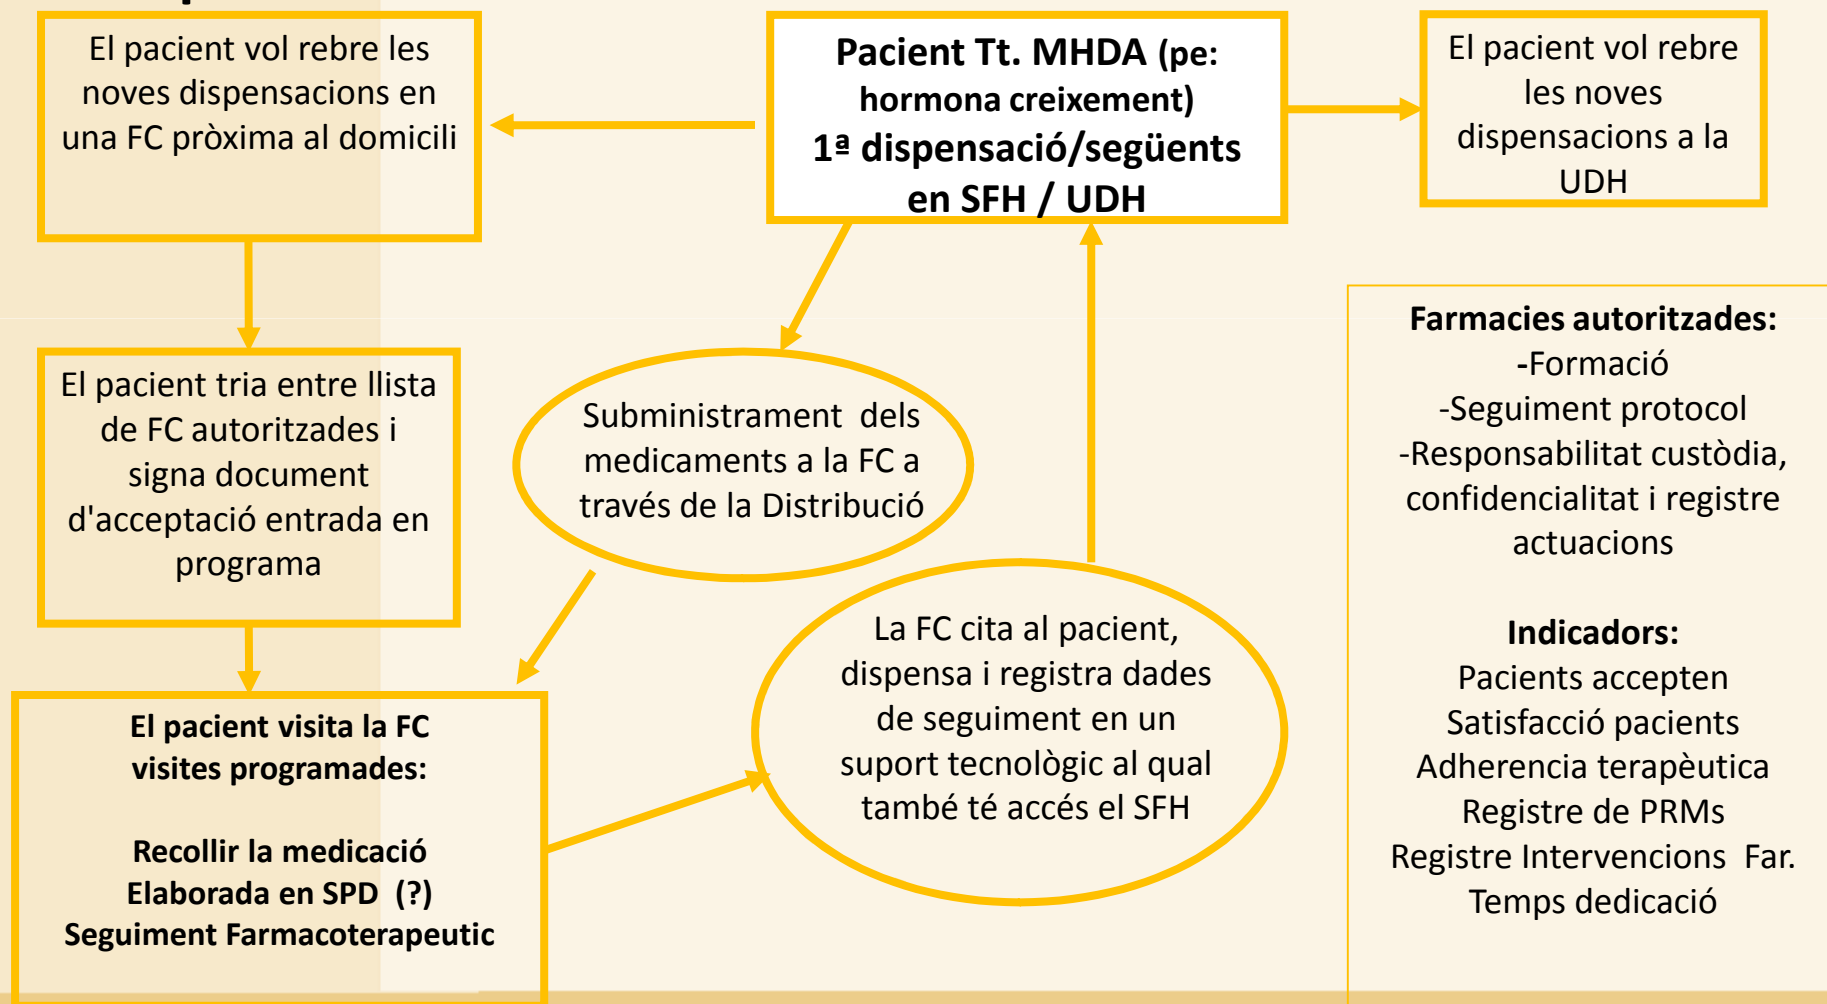 El pacient vol rebre les
noves dispensacions en
una FC pròxima al domicili
Pacient Tt. MHDA (pe:
hormona creixement)
1ª dispensació/següents
en SFH / UDH
El pacient vol rebre
les noves
dispensacions a la
UDH
El pacient tria entre llista
de FC autoritzades i
signa document
d'acceptació entrada en
programa
Subministrament dels
medicaments a la FC a
través de la Distribució
El pacient visita la FC
visites programades:
Recollir la medicació
Elaborada en SPD (?)
Seguiment Farmacoterapeutic
La FC cita al pacient,
dispensa i registra dades
de seguiment en un
suport tecnològic al qual
també té accés el SFH
Farmacies autoritzades:
-Formació
-Seguiment protocol
-Responsabilitat custòdia,
confidencialitat i registre
actuacions
Indicadors:
Pacients accepten
Satisfacció pacients
Adherencia terapèutica
Registre de PRMs
Registre Intervencions Far.
Temps dedicació